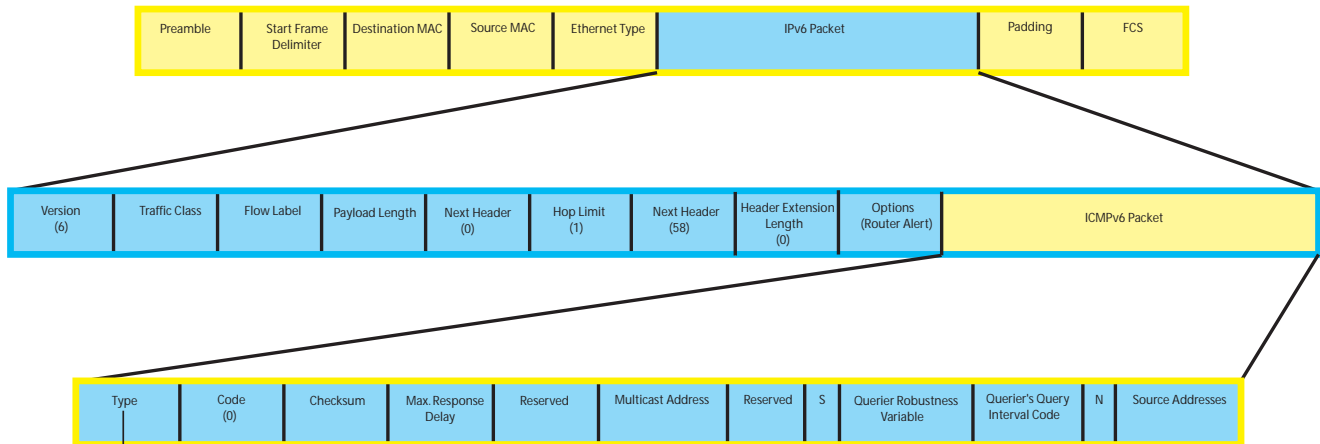 Preamble
Start Frame
Delimiter
Destination MAC
Source MAC
Ethernet Type
IPv6 Packet
Padding
FCS
Version
(6)
Traffic Class
Flow Label
Payload Length
Next Header
(0)
Hop Limit
(1)
Next Header
(58)
Header Extension
Length
(0)
Options
(Router Alert)
ICMPv6 Packet
Type
Code
(0)
Checksum
Max. Response
Delay
Reserved
Multicast Address
Reserved
S
Querier Robustness
Variable
Querier's Query
Interval Code
N
Source Addresses